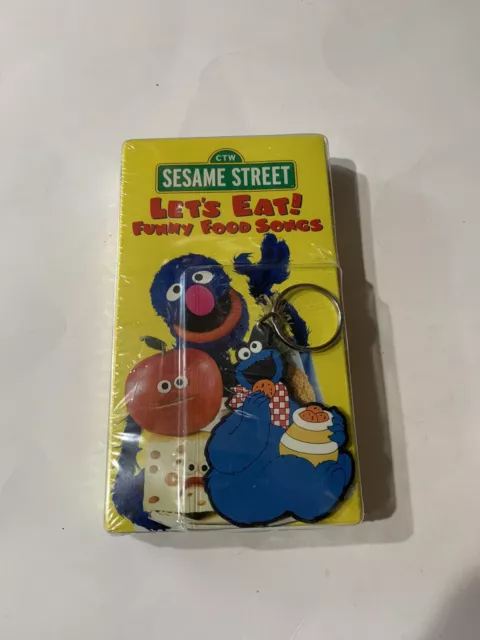 CTW
SESAME STREET
LET'S EAT!
FUNNY FOOD SONGS